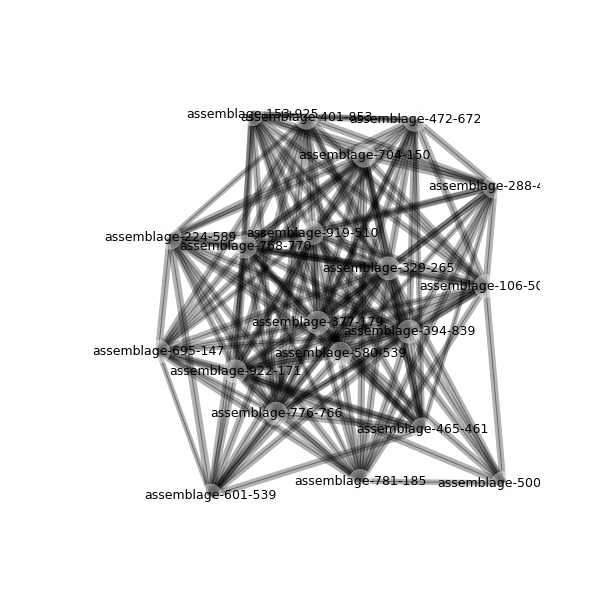 assemblage-153-925
assemblage-401-853
assemblage-472-672
assemblage-704-150
assemblage-288-4
assemblage-919-510
assemblage-224-589
assemblage-768-770
assemblage-329-265
assemblage-106-50
assemblage-377-179
assemblage-394-839
assemblage-695-147
assemblage-580-539
assemblage-922-171
assemblage-776-766
assemblage-465-461
assemblage-781-185
assemblage-500
assemblage-601-539